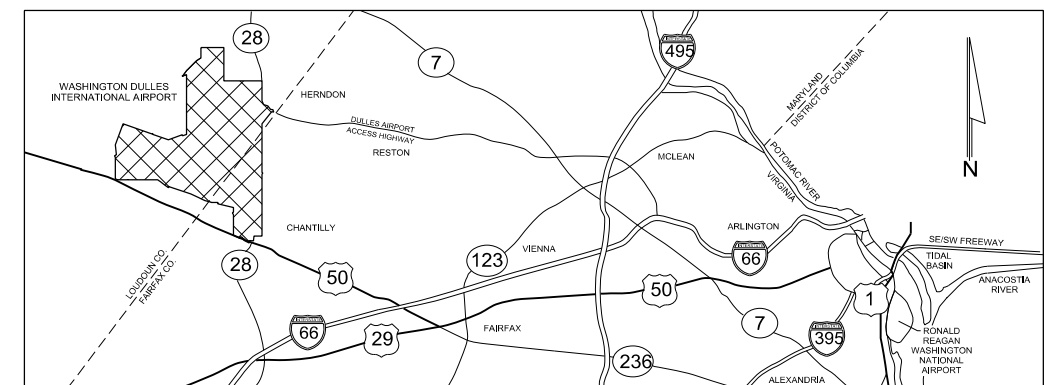 28
7
495
WASHINGTON DULLES
INTERNATIONAL AIRPORT
HERNDON
MARYLAND
DISTRICT OF COLUMBIA
DULLES AIRPORT
ACCESS HIGHWAY
RESTON
MCLEAN
POTOMAC RIVER
VIRGINIA
N
CHANTILLY
ARLINGTON
VIENNA
SE/SW FREEWAY
LOUDOUN CO.
FAIRFAX CO.
28
50
123
66
TIDAL
BASIN
ANACOSTIA
RIVER
50
1
66
29
FAIRFAX
7
395
236
RONALD
REAGAN
WASHINGTON
NATIONAL
AIRPORT
ALEXANDRIA